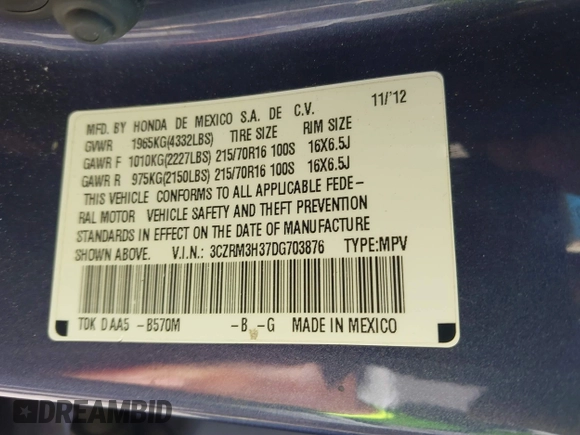 MFD. BY HONDA DE MEXICO S.A. DE C.V. 11/'12
GVWR 1965KG(4332LBS) TIRE SIZE RIM SIZE
GAWR F 1010KG(2227LBS) 215/70R16 100S 16X6.5J
GAWR R 975KG(2150LBS) 215/70R16 100S 16X6.5J
THIS VEHICLE CONFORMS TO ALL APPLICABLE FEDE-
RAL MOTOR VEHICLE SAFETY AND THEFT PREVENTION
STANDARDS IN EFFECT ON THE DATE OF MANUFACTURE
SHOWN ABOVE. V.I.N.: 3CZRM3H37DG703876 TYPE:MPV
TDK DAA5 -B570M -B -G MADE IN MEXICO
DREAMBID